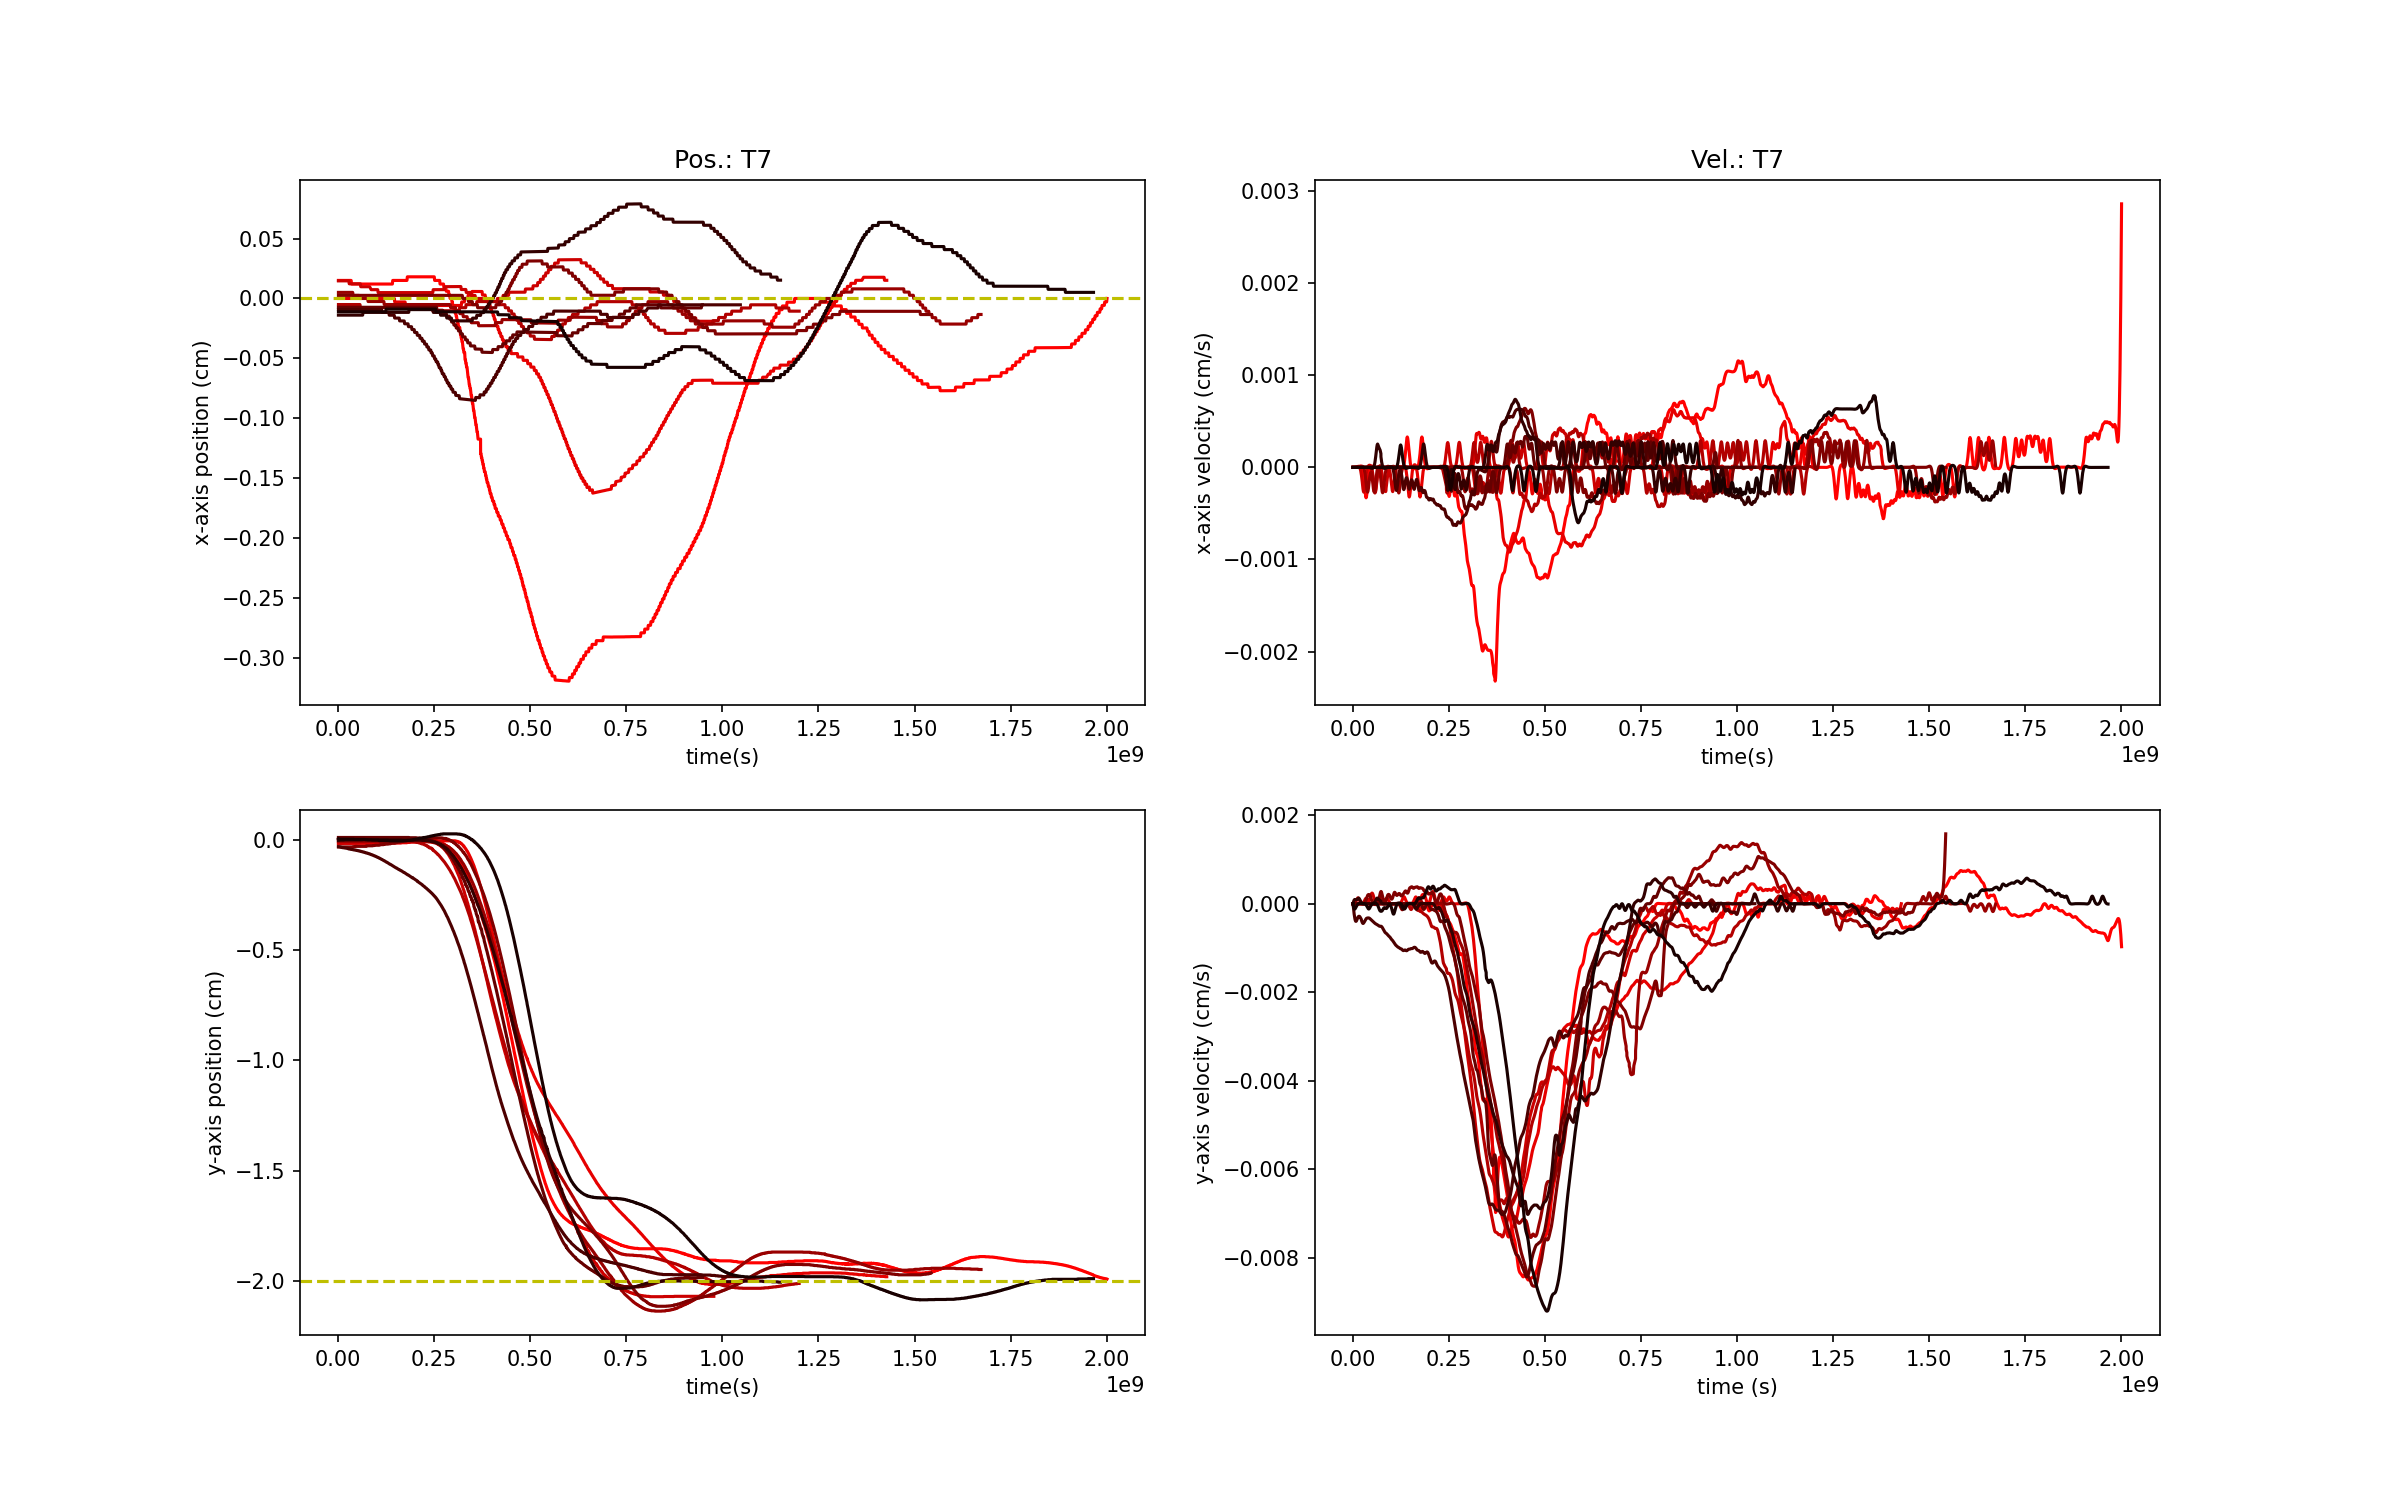 Pos.: T7
x-axis position (cm)
0.05
0.00
−0.05
−0.10
−0.15
−0.20
−0.25
−0.30
0.00 0.25 0.50 0.75 1.00 1.25 1.50 1.75 2.00
time(s)
1e9
Vel.: T7
x-axis velocity (cm/s)
0.003
0.002
0.001
0.000
−0.001
−0.002
0.00 0.25 0.50 0.75 1.00 1.25 1.50 1.75 2.00
time(s)
1e9
y-axis position (cm)
0.0
−0.5
−1.0
−1.5
−2.0
0.00 0.25 0.50 0.75 1.00 1.25 1.50 1.75 2.00
time(s)
1e9
y-axis velocity (cm/s)
0.002
0.000
−0.002
−0.004
−0.006
−0.008
0.00 0.25 0.50 0.75 1.00 1.25 1.50 1.75 2.00
time (s)
1e9